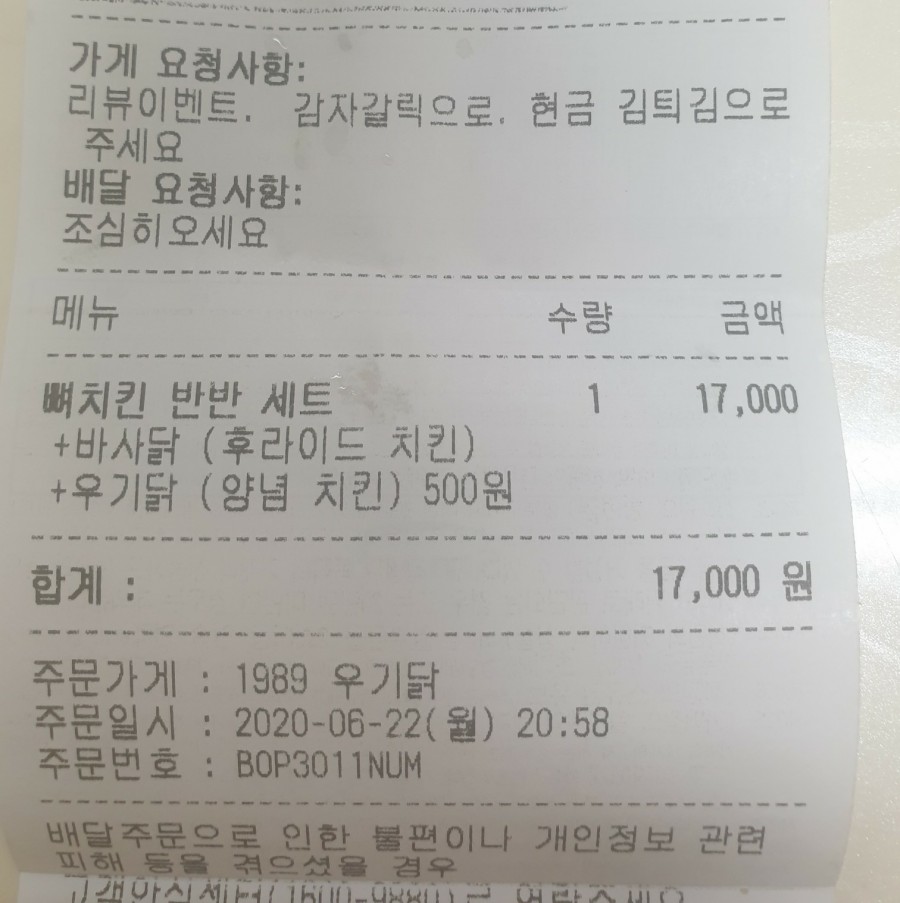 가게 요청사항:
리뷰이벤트. 감자갈릭으로. 현금 김틔김으로
주세요
배달 요청사항:
조심히오세요
메뉴 수량 금액
뼈치킨 반반 세트 1 17,000
+바사닭 (후라이드 치킨)
+우기닭 (양념 치킨) 500원
합계 : 17,000 원
주문가게 : 1989 우기닭
주문일시 : 2020-06-22(월) 20:58
주문번호 : B0P3011NUM
배달주문으로 인한 불편이나 개인정보 관련
피해 등을 겪으셨을 경우